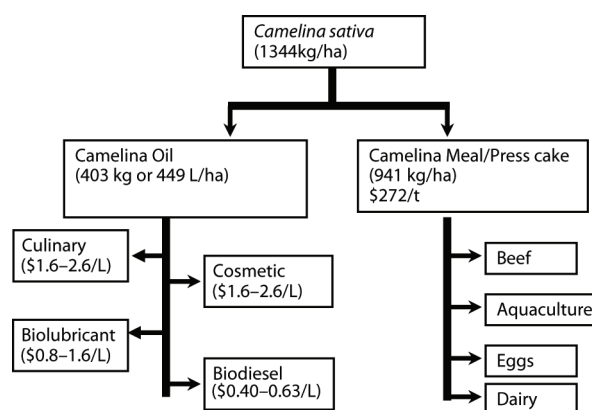 Camelina sativa
(1344kg/ha)
Camelina Oil
(403 kg or 449 L/ha)
Camelina Meal/Press cake
(941 kg/ha)
$272/t
Culinary
($1.6–2.6/L)
Cosmetic
($1.6–2.6/L)
Biolubricant
($0.8–1.6/L)
Biodiesel
($0.40–0.63/L)
Beef
Aquaculture
Eggs
Dairy